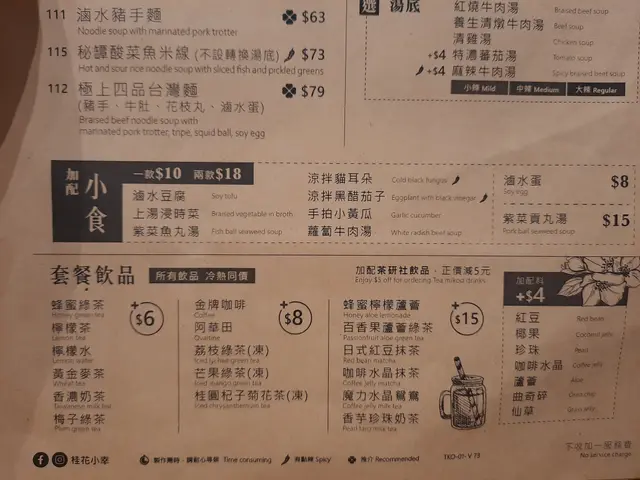 111 滷水豬手麵 $63
Noodle soup with marinated pork trotter
115 秘罈酸菜魚米線 (不設轉換湯底) $73
Hot and sour rice noodle soup with sliced fish and pickled greens
112 極上四品台灣麵 $79
(豬手、牛肚、花枝丸、滷水蛋)
Braised beef noodle soup with
marinated pork trotter, tripe, squid ball, soy egg
選 湯底
紅燒牛肉湯 Braised beef soup
養生清燉牛肉湯 Beef soup
清雞湯 Chicken soup
+$4 特濃蕃茄湯 Tomato soup
+$4 麻辣牛肉湯 Spicy braised beef soup
小辣 Mild 中辣 Medium 大辣 Regular
加配 小食
一款$10 兩款$18
滷水豆腐 Soy tofu
上湯浸時菜 Braised vegetable in broth
紫菜魚丸湯 Fish ball seaweed soup
涼拌貓耳朵 Cold black fungus
涼拌黑醋茄子 Eggplant with black vinegar
手拍小黃瓜 Garlic cucumber
蘿蔔牛肉湯 White radish beef soup
滷水蛋 $8
Soy egg
紫菜貢丸湯 $15
Pork ball seaweed soup
套餐飲品 所有飲品 冷熱同價
加配茶研社飲品,正價減5元
Enjoy $5 off for ordering Tea mikod drinks
+$6
蜂蜜綠茶
Honey green tea
檸檬茶
Lemon tea
檸檬水
Lemon water
黃金麥茶
Wheat tea
香濃奶茶
Taiwanese milk tea
梅子綠茶
Plum green tea
+$8
金牌咖啡
Coffee
阿華田
Ovaltine
荔枝綠茶(凍)
Iced lychee green tea
芒果綠茶(凍)
Iced mango green tea
桂圓杞子菊花茶(凍)
Iced chrysanthemum tea
+$15
蜂蜜檸檬蘆薈
Honey aloe lemonade
百香果蘆薈綠茶
Passionfruit aloe green tea
日式紅豆抹茶
Red bean matcha
咖啡水晶抹茶
Coffee jelly matcha
魔力水晶鴛鴦
Coffee jelly milk tea
香芋珍珠奶茶
Pearl taro milk tea
加配料
+$4
紅豆 Red bean
椰果 Coconut jelly
珍珠 Pearl
咖啡水晶 Coffee jelly
蘆薈 Aloe
曲奇碎
仙草 Grass jelly
桂花小幸
Time consuming
有點辣 Spicy
推介 Recommended
TKO-01-V
不收加一服務費
No service charge